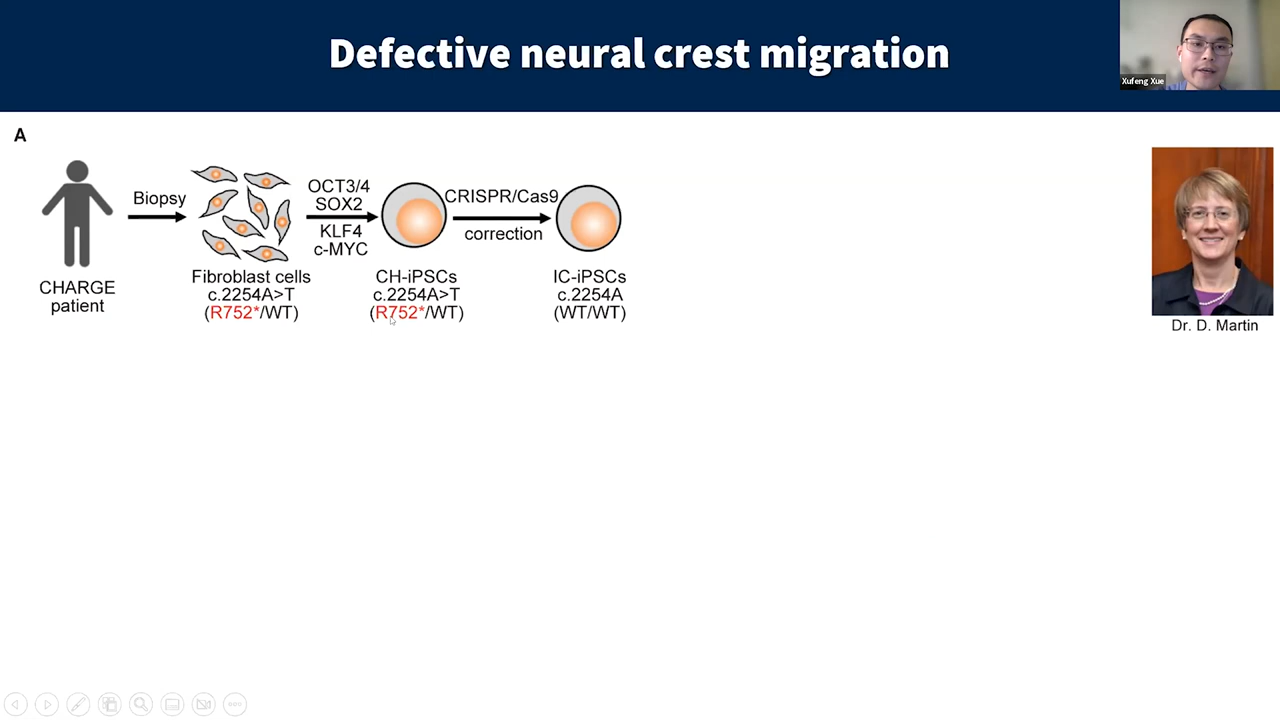 Defective neural crest migration
Xufeng Xue
A
Biopsy
OCT3/4
SOX2
KLF4
c-MYC
CRISPR/Cas9
correction
CHARGE
patient
Fibroblast cells
c.2254A>T
(R752*/WT)
CH-iPSCs
c.2254A>T
(R752*/WT)
IC-iPSCs
c.2254A
(WT/WT)
Dr. D. Martin